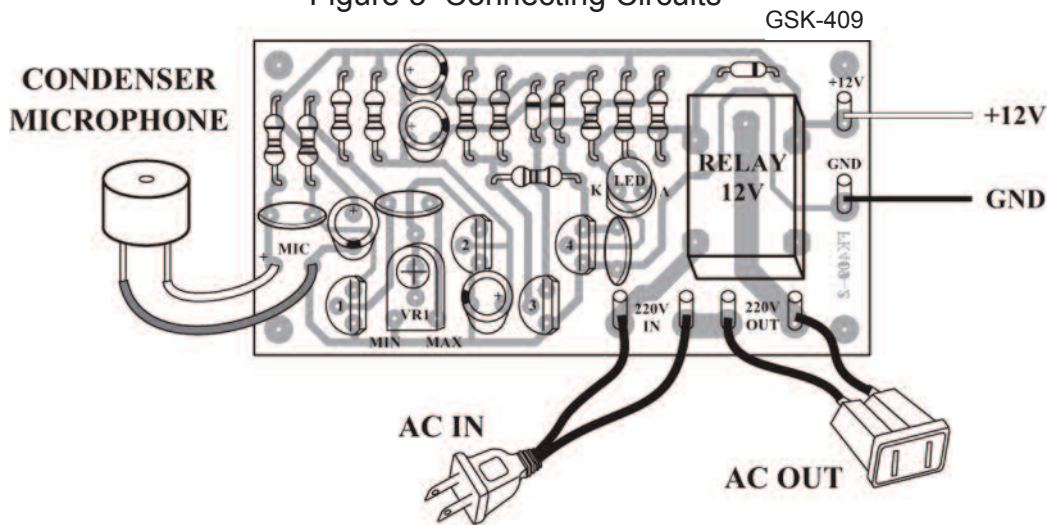 Figure 3 Connecting Circuits
GSK-409
CONDENSER
MICROPHONE
+12V
+12V
RELAY
12V
GND
GND
K
LED
A
+
MIC
2
4
1
VR1
3
MIN
MAX
220V
IN
220V
OUT
AC IN
AC OUT